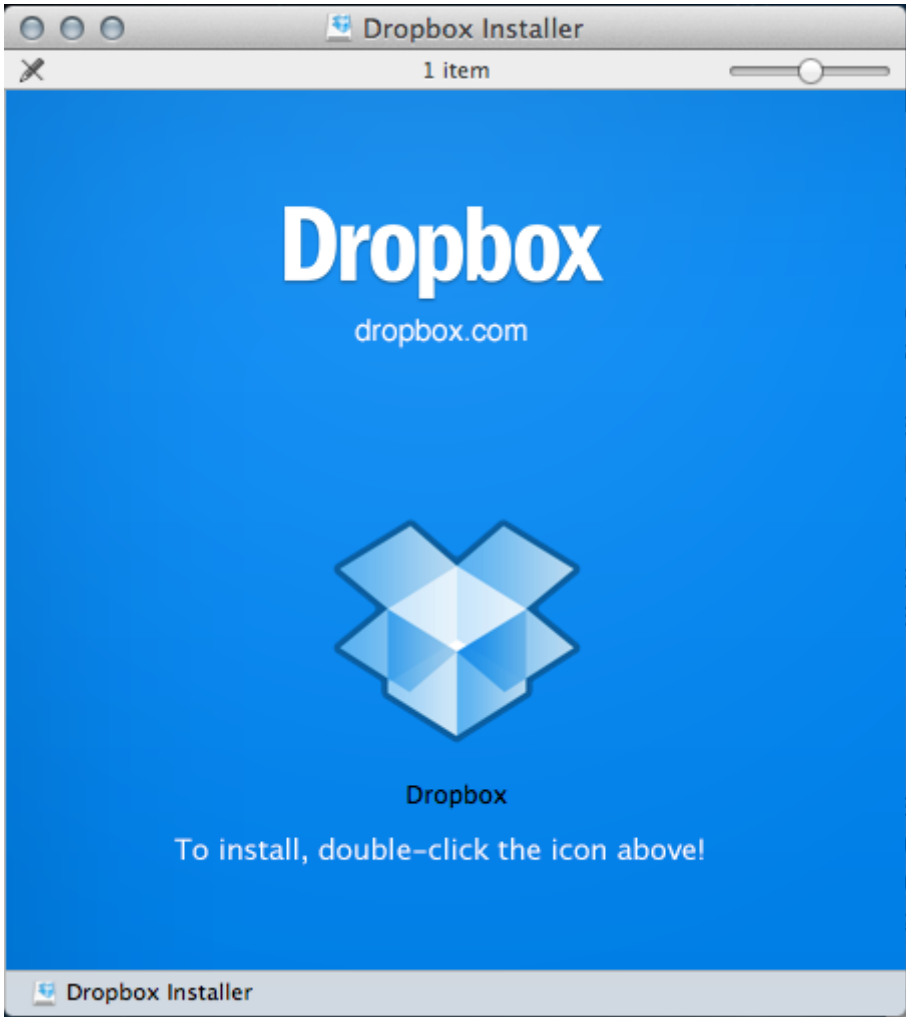 Dropbox Installer
1 item
Dropbox
dropbox.com
Dropbox
To install, double-click the icon above!
Dropbox Installer